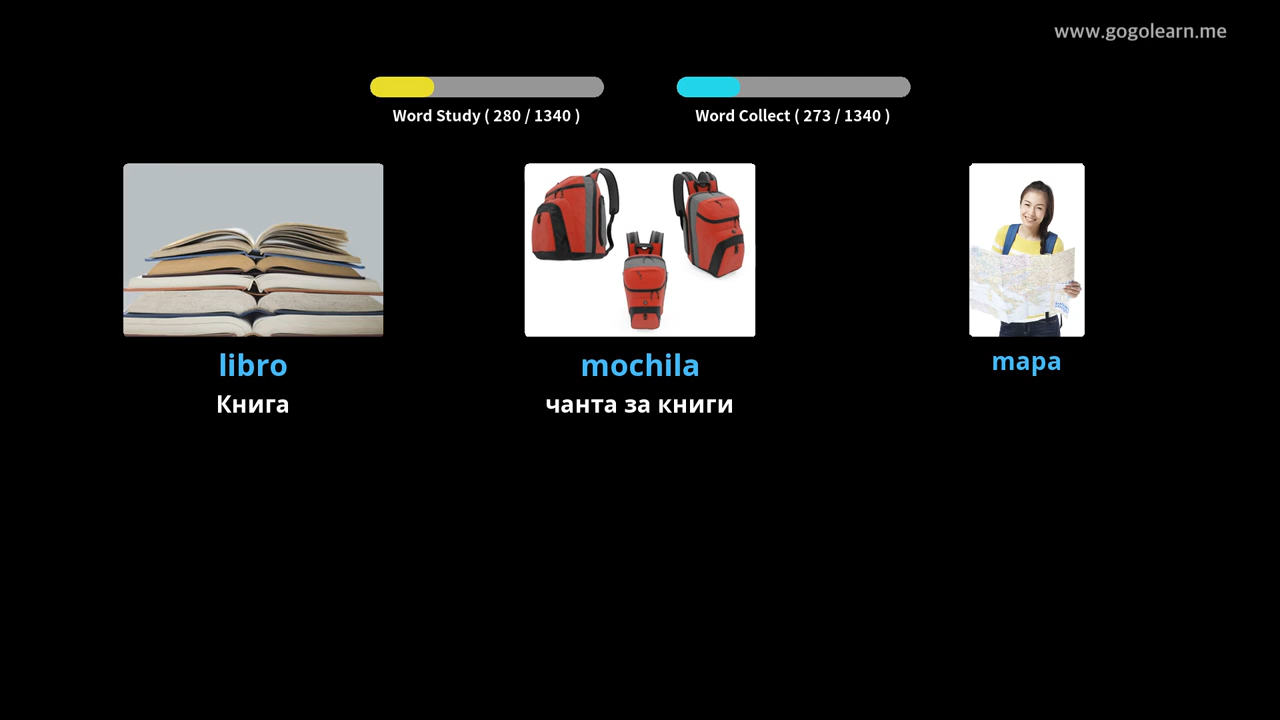 www.gogolearn.me
Word Study ( 280 / 1340 )
Word Collect ( 273 / 1340 )
libro
mochila
mapa
Книга
чанта за книги